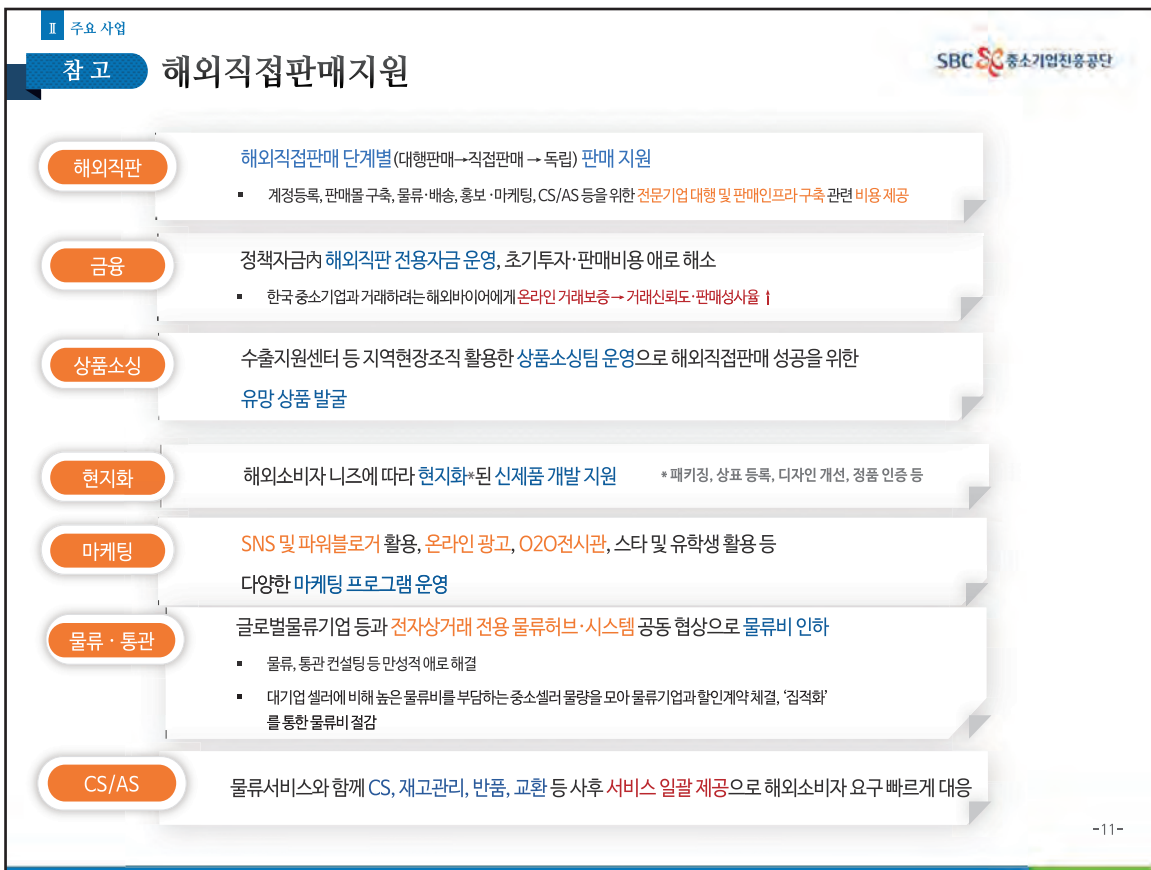 Ⅱ 주요 사업
참 고 해외직접판매지원
SBC 중소기업진흥공단
해외직판
해외직접판매 단계별(대행판매→직접판매 → 독립) 판매 지원
▪ 계정등록, 판매몰 구축, 물류·배송, 홍보·마케팅, CS/AS 등을 위한 전문기업 대행 및 판매인프라 구축 관련 비용 제공
금융
정책자금內 해외직판 전용자금 운영, 초기투자·판매비용 애로 해소
▪ 한국 중소기업과 거래하려는 해외바이어에게 온라인 거래보증 → 거래신뢰도·판매성사율 ↑
상품소싱
수출지원센터 등 지역현장조직 활용한 상품소싱팀 운영으로 해외직접판매 성공을 위한
유망 상품 발굴
현지화
해외소비자 니즈에 따라 현지화*된 신제품 개발 지원 * 패키징, 상표 등록, 디자인 개선, 정품 인증 등
마케팅
SNS 및 파워블로거 활용, 온라인 광고, O2O전시관, 스타 및 유학생 활용 등
다양한 마케팅 프로그램 운영
물류 · 통관
글로벌물류기업 등과 전자상거래 전용 물류허브·시스템 공동 협상으로 물류비 인하
▪ 물류, 통관 컨설팅 등 만성적 애로 해결
▪ 대기업 셀러에 비해 높은 물류비를 부담하는 중소셀러 물량을 모아 물류기업과 할인계약 체결, ‘집적화’
를 통한 물류비 절감
CS/AS
물류서비스와 함께 CS, 재고관리, 반품, 교환 등 사후 서비스 일괄 제공으로 해외소비자 요구 빠르게 대응
-11-